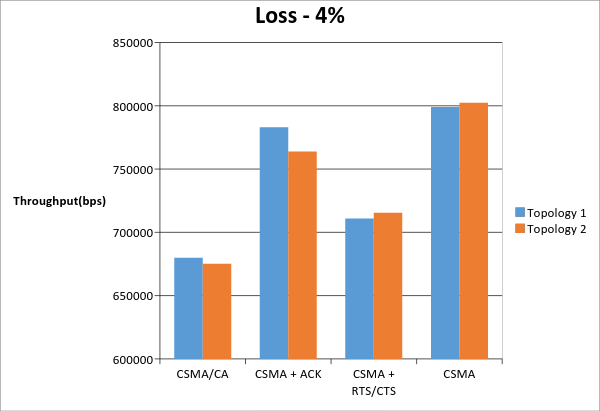 Loss - 4%
850000
800000
750000
700000
650000
600000
Throughput(bps)
CSMA/CA
CSMA + ACK
CSMA +
RTS/CTS
CSMA
Topology 1
Topology 2